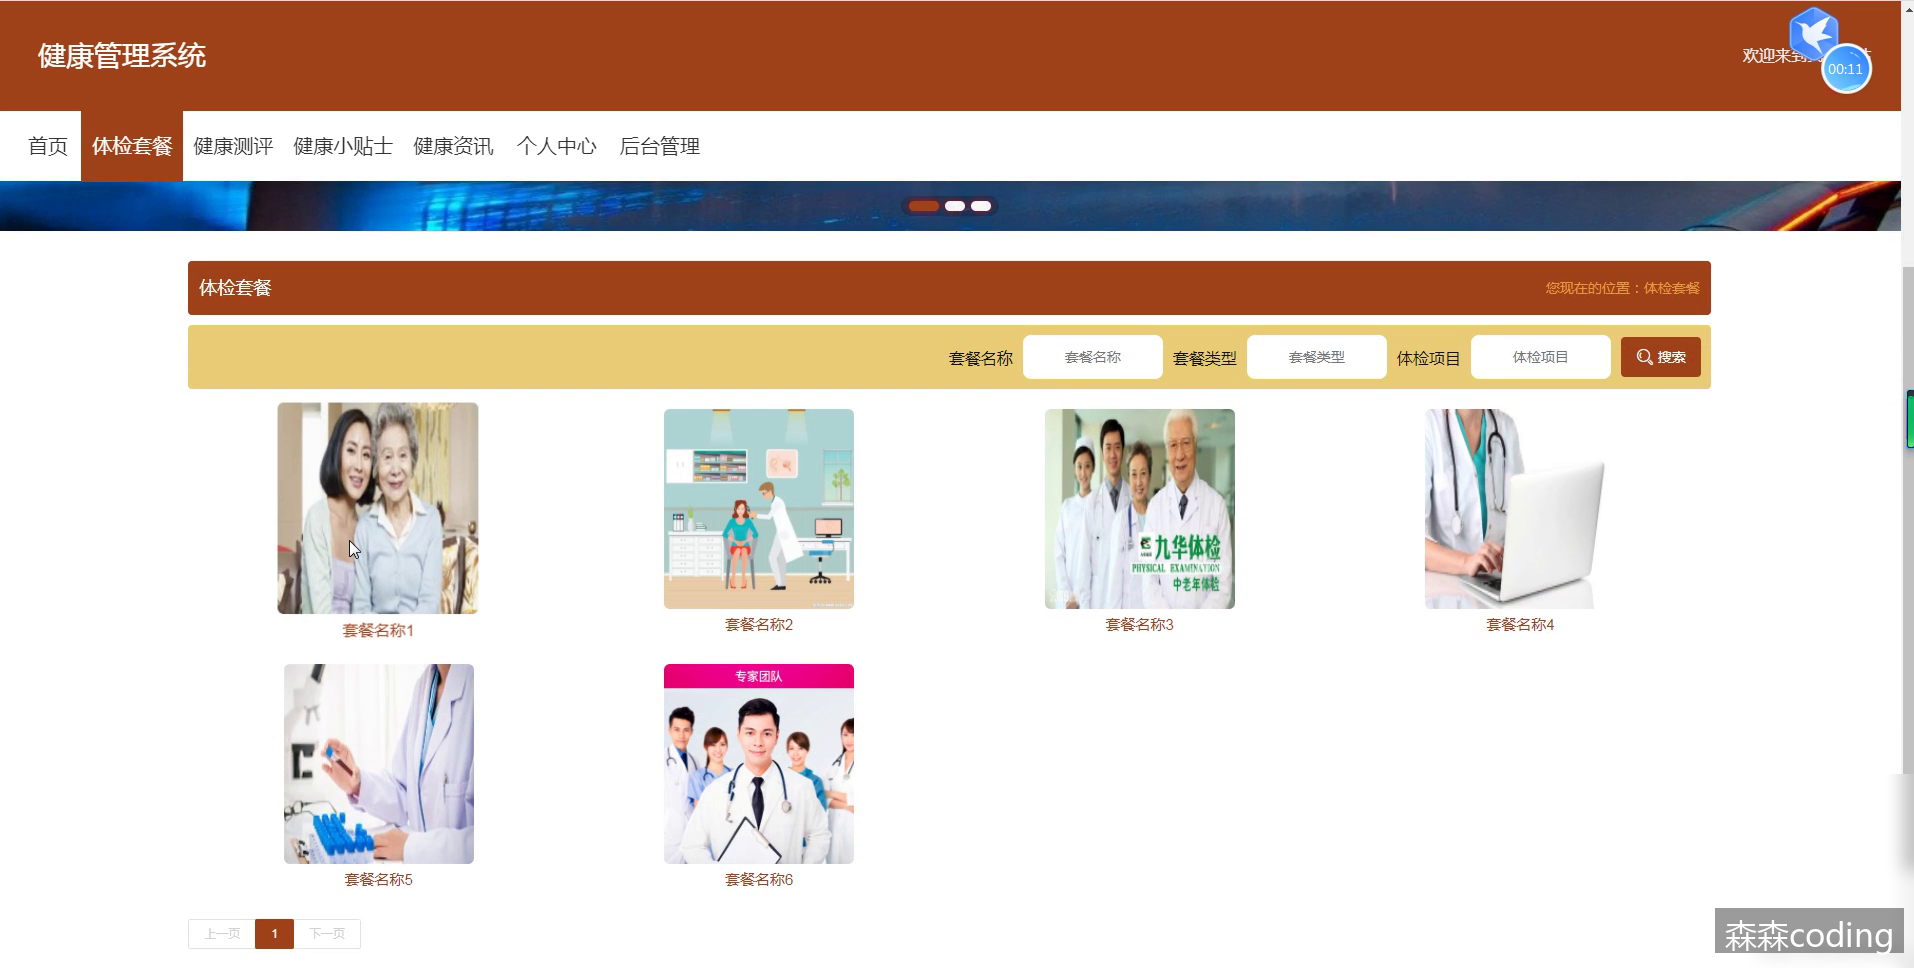 健康管理系统
欢迎来到
00:11
首页 体检套餐 健康测评 健康小贴士 健康资讯 个人中心 后台管理
体检套餐
您现在的位置：体检套餐
套餐名称 套餐名称 套餐类型 套餐类型 体检项目 体检项目 搜索
九华体检
PHYSICAL EXAMINATION
中老年体检
套餐名称1
套餐名称2
套餐名称3
套餐名称4
专家团队
套餐名称5
套餐名称6
上一页 1 下一页
森森coding